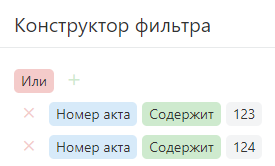 Конструктор фильтра
Или +
× Номер акта Содержит 123
× Номер акта Содержит 124